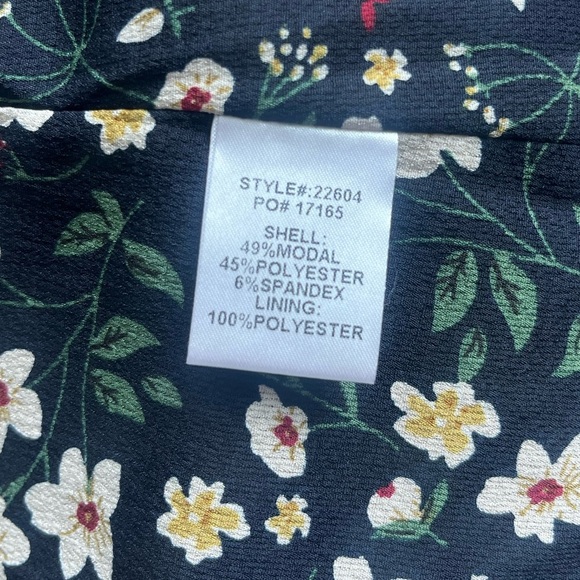 STYLE#:22604
PO# 17165
SHELL:
49%MODAL
45%POLYESTER
6%SPANDEX
LINING:
100%POLYESTER